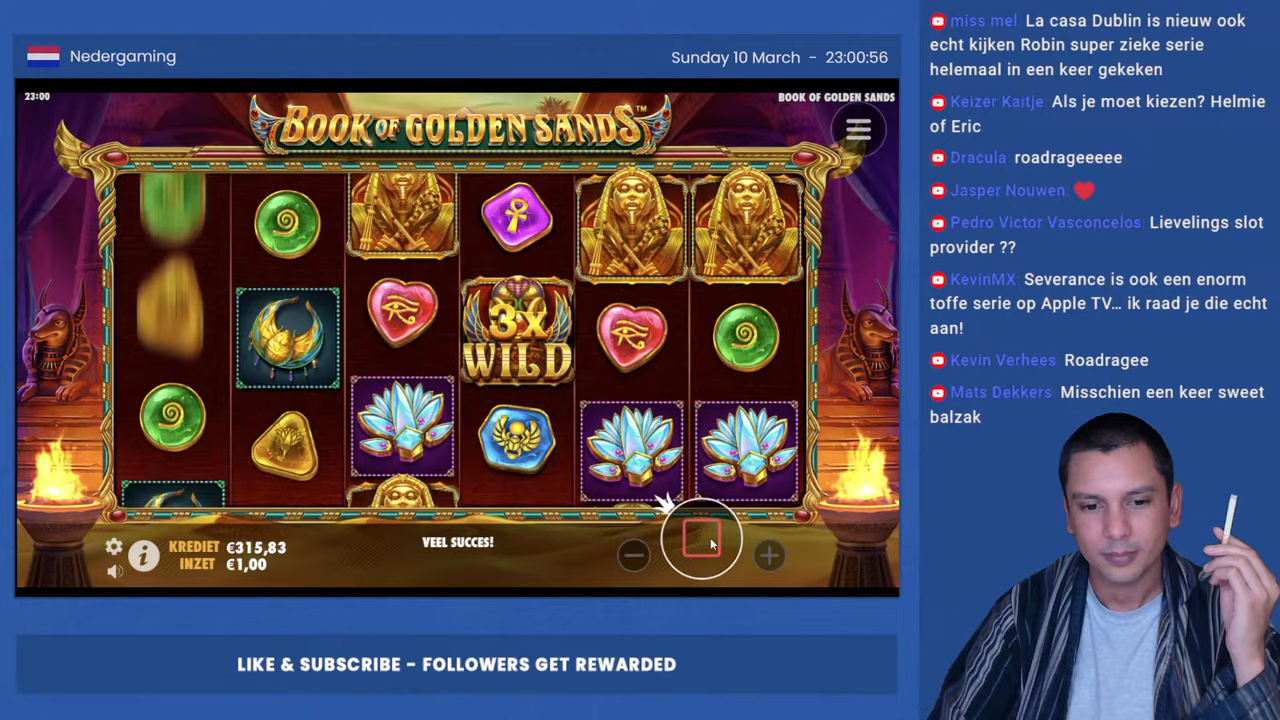 Nedergaming
Sunday 10 March - 23:00:56
23:00
BOOK OF GOLDEN SANDS
BOOK OF GOLDEN SANDS™
3X
WILD
KREDIET €315,83
INZET €1,00
VEEL SUCCES!
LIKE & SUBSCRIBE - FOLLOWERS GET REWARDED
miss mel: La casa Dublin is nieuw ook
echt kijken Robin super zieke serie
helemaal in een keer gekeken
Keizer Kaitje: Als je moet kiezen? Helmie
of Eric
Dracula: roadrageeeee
Jasper Nouwen: ❤️
Pedro Victor Vasconcelos: Lievelings slot
provider ??
KevinMX: Severance is ook een enorm
toffe serie op Apple TV… ik raad je die echt
aan!
Kevin Verhees: Roadragee
Mats Dekkers: Misschien een keer sweet
balzak